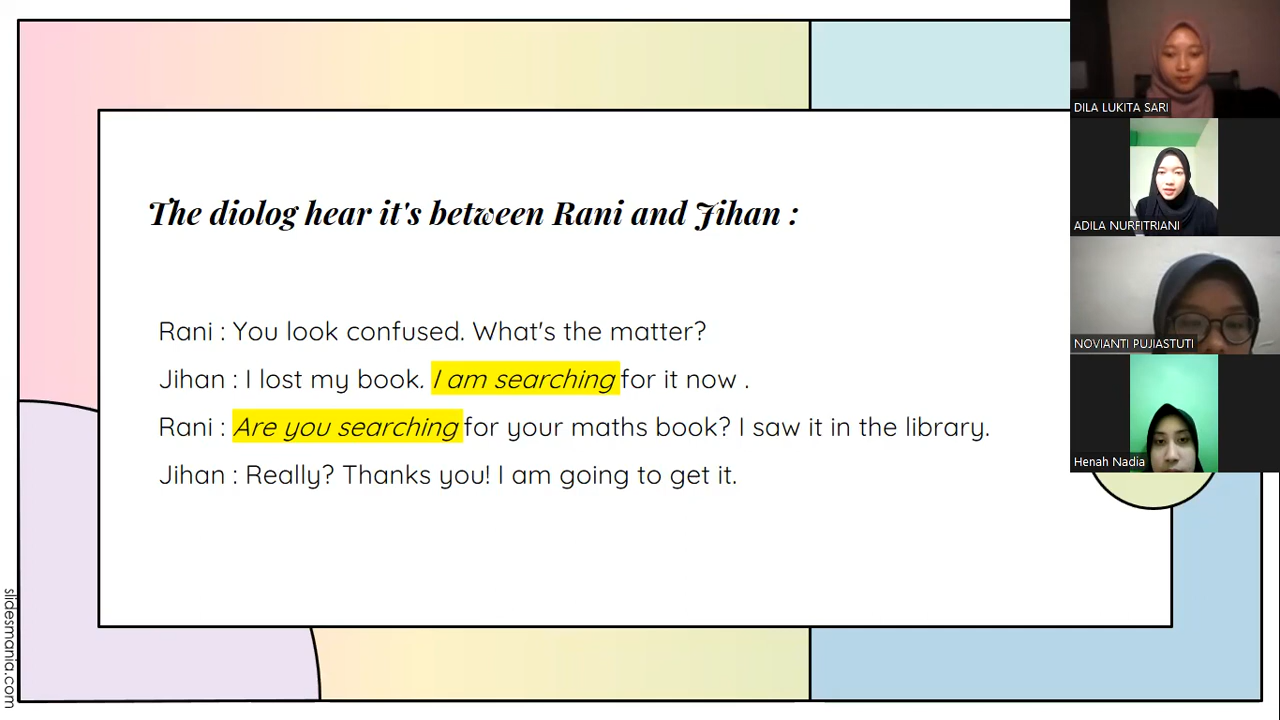 The diolog hear it's between Rani and Jihan :
Rani : You look confused. What's the matter?
Jihan : I lost my book. I am searching for it now .
Rani : Are you searching for your maths book? I saw it in the library.
Jihan : Really? Thanks you! I am going to get it.
DILA LUKITA SARI
ADILA NURFITRIANI
NOVIANTI PUJIASTUTI
Henah Nadia
slidesmania.com